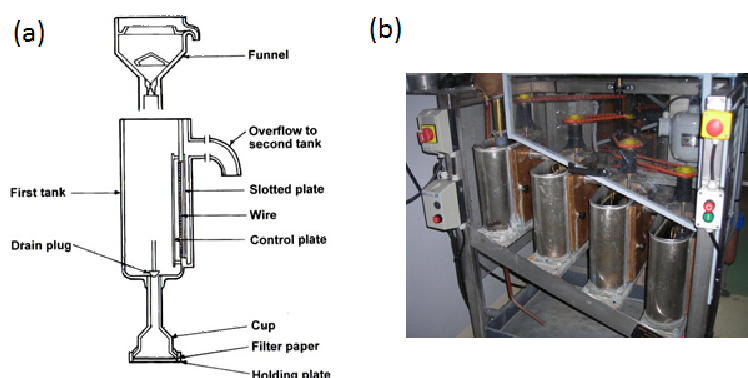 (a)
(b)
Funnel
Overflow to
second tank
First tank
Slotted plate
Wire
Control plate
Drain plug
Cup
Filter paper
Holding plate